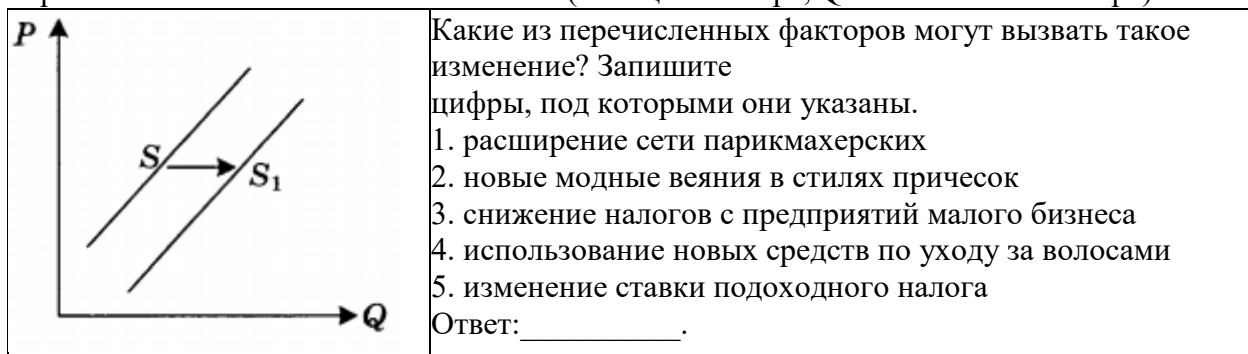 P
S
S1
Q
Какие из перечисленных факторов могут вызвать такое
изменение? Запишите
цифры, под которыми они указаны.
1. расширение сети парикмахерских
2. новые модные веяния в стилях причесок
3. снижение налогов с предприятий малого бизнеса
4. использование новых средств по уходу за волосами
5. изменение ставки подоходного налога
Ответ:__________.